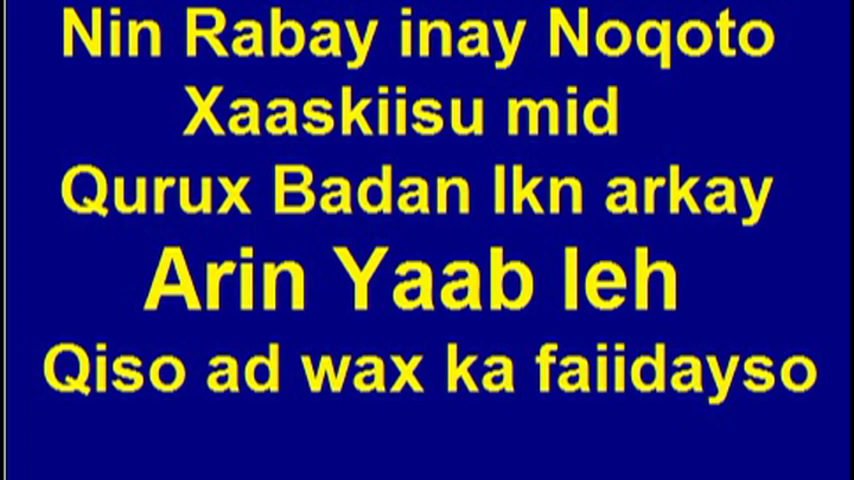 Nin Rabay inay Noqoto
Xaaskiisu mid
Qurux Badan lkn arkay
Arin Yaab leh
Qiso ad wax ka faiidayso